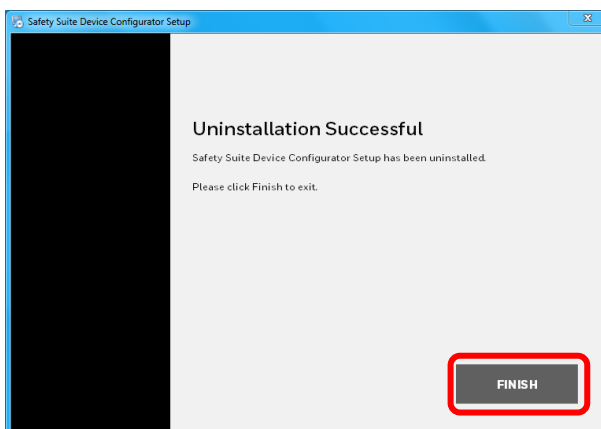 Safety Suite Device Configurator Setup
Uninstallation Successful
Safety Suite Device Configurator Setup has been uninstalled.
Please click Finish to exit.
FINISH